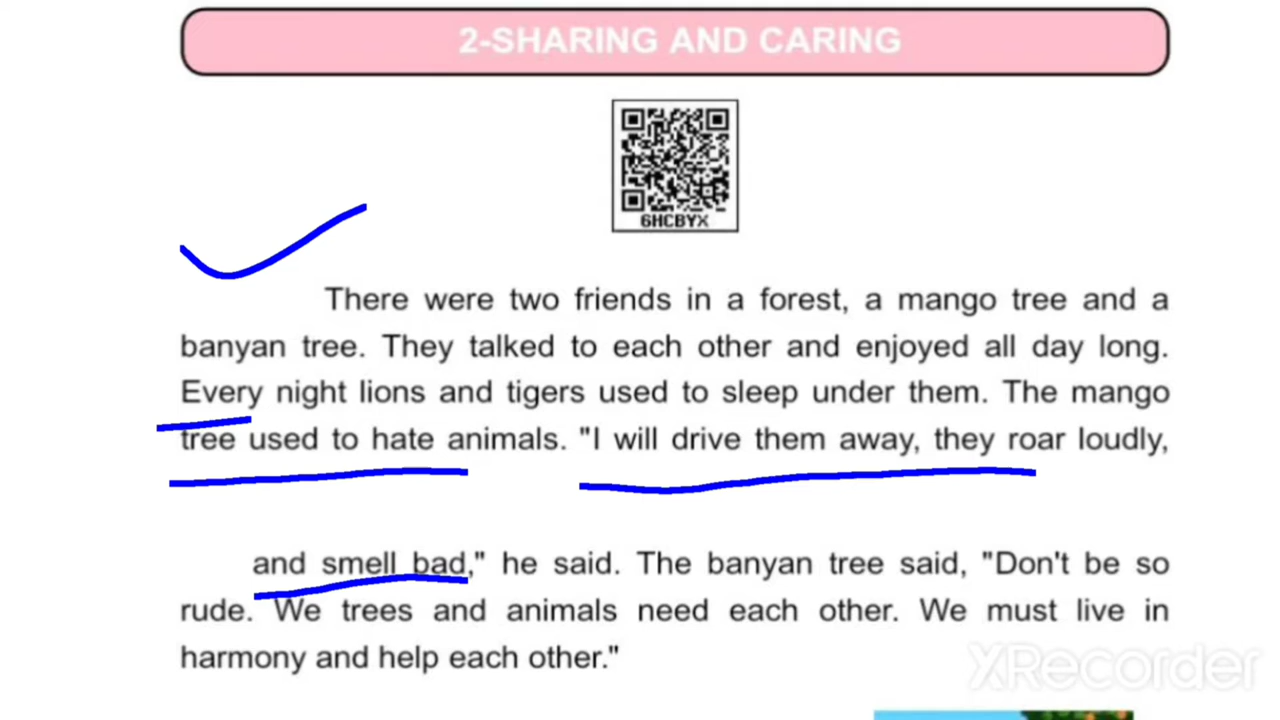 2-SHARING AND CARING
6HCBYX
There were two friends in a forest, a mango tree and a
banyan tree. They talked to each other and enjoyed all day long.
Every night lions and tigers used to sleep under them. The mango
tree used to hate animals. "I will drive them away, they roar loudly,
and smell bad," he said. The banyan tree said, "Don't be so
rude. We trees and animals need each other. We must live in
harmony and help each other."
XRecorder